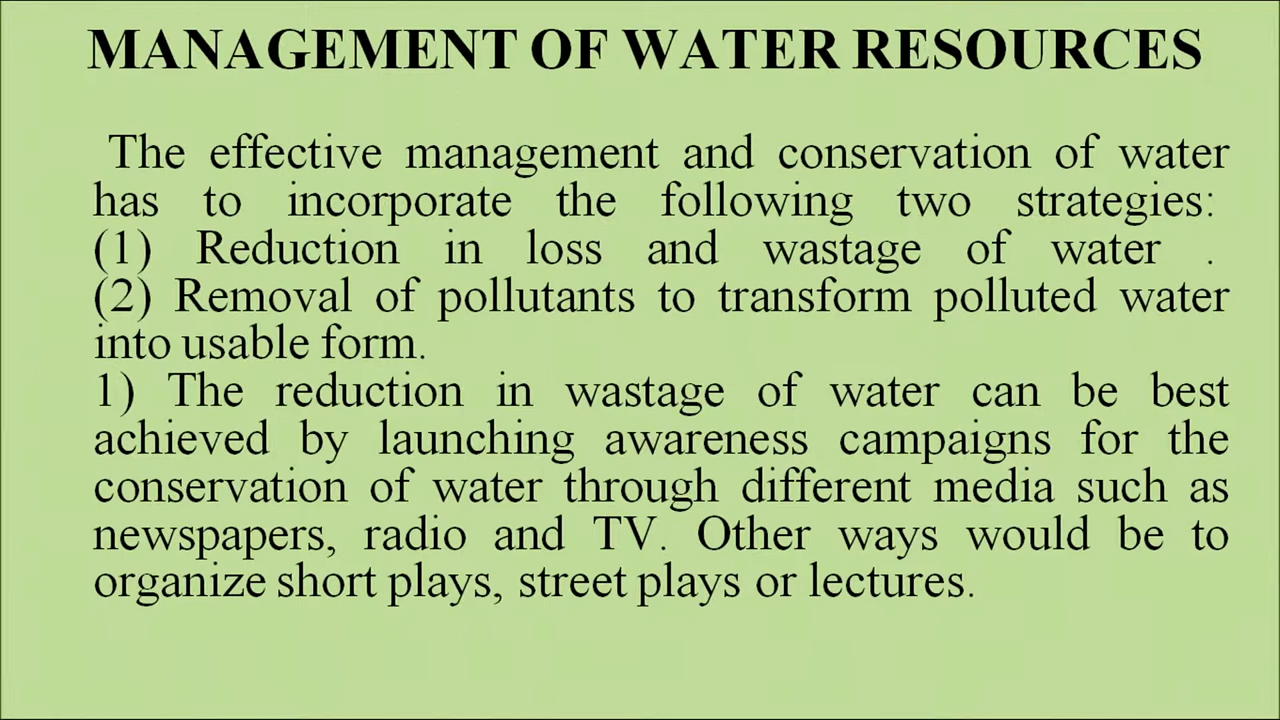 MANAGEMENT OF WATER RESOURCES
The effective management and conservation of water
has to incorporate the following two strategies:
(1) Reduction in loss and wastage of water .
(2) Removal of pollutants to transform polluted water
into usable form.
1) The reduction in wastage of water can be best
achieved by launching awareness campaigns for the
conservation of water through different media such as
newspapers, radio and TV. Other ways would be to
organize short plays, street plays or lectures.